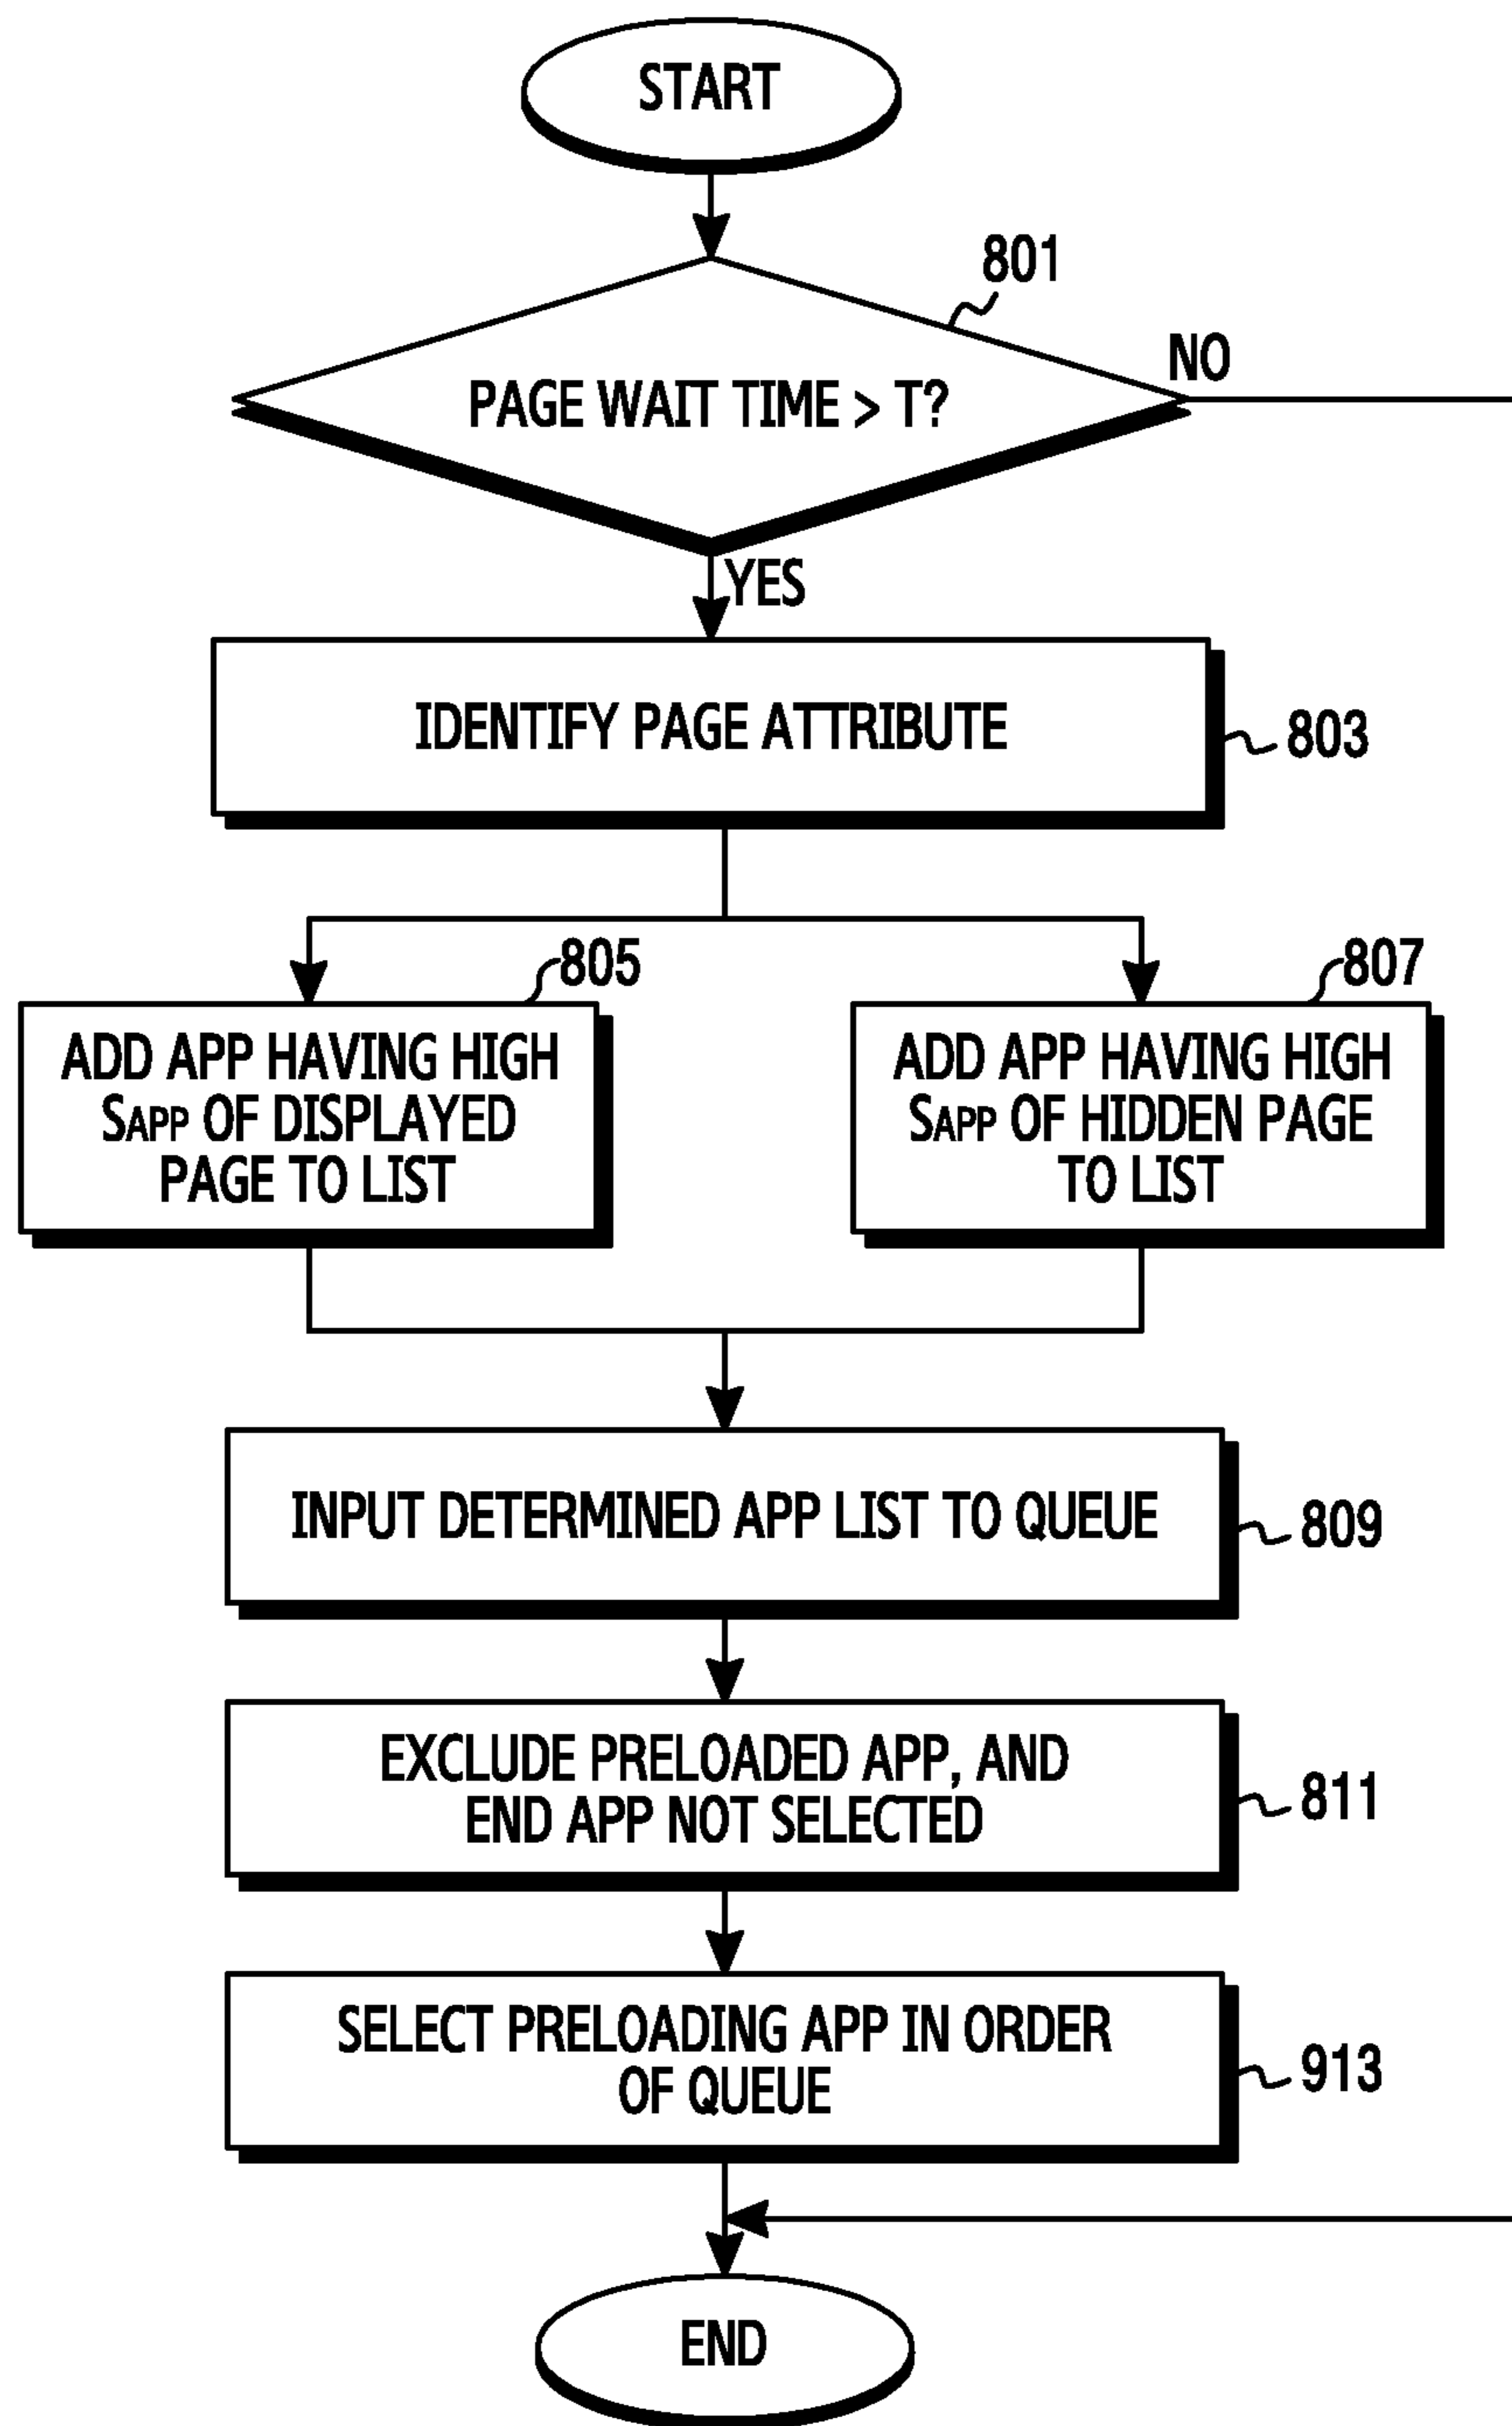 START
801
NO
PAGE WAIT TIME > T?
YES
IDENTIFY PAGE ATTRIBUTE
803
805
ADD APP HAVING HIGH
SAPP OF DISPLAYED
PAGE TO LIST
807
ADD APP HAVING HIGH
SAPP OF HIDDEN PAGE
TO LIST
INPUT DETERMINED APP LIST TO QUEUE
809
EXCLUDE PRELOADED APP, AND
END APP NOT SELECTED
811
SELECT PRELOADING APP IN ORDER
OF QUEUE
913
END